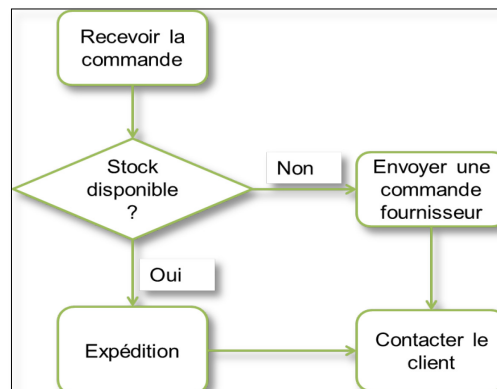 Recevoir la
commande
Stock
disponible
?
Non
Envoyer une
commande
fournisseur
Oui
Expédition
Contacter le
client